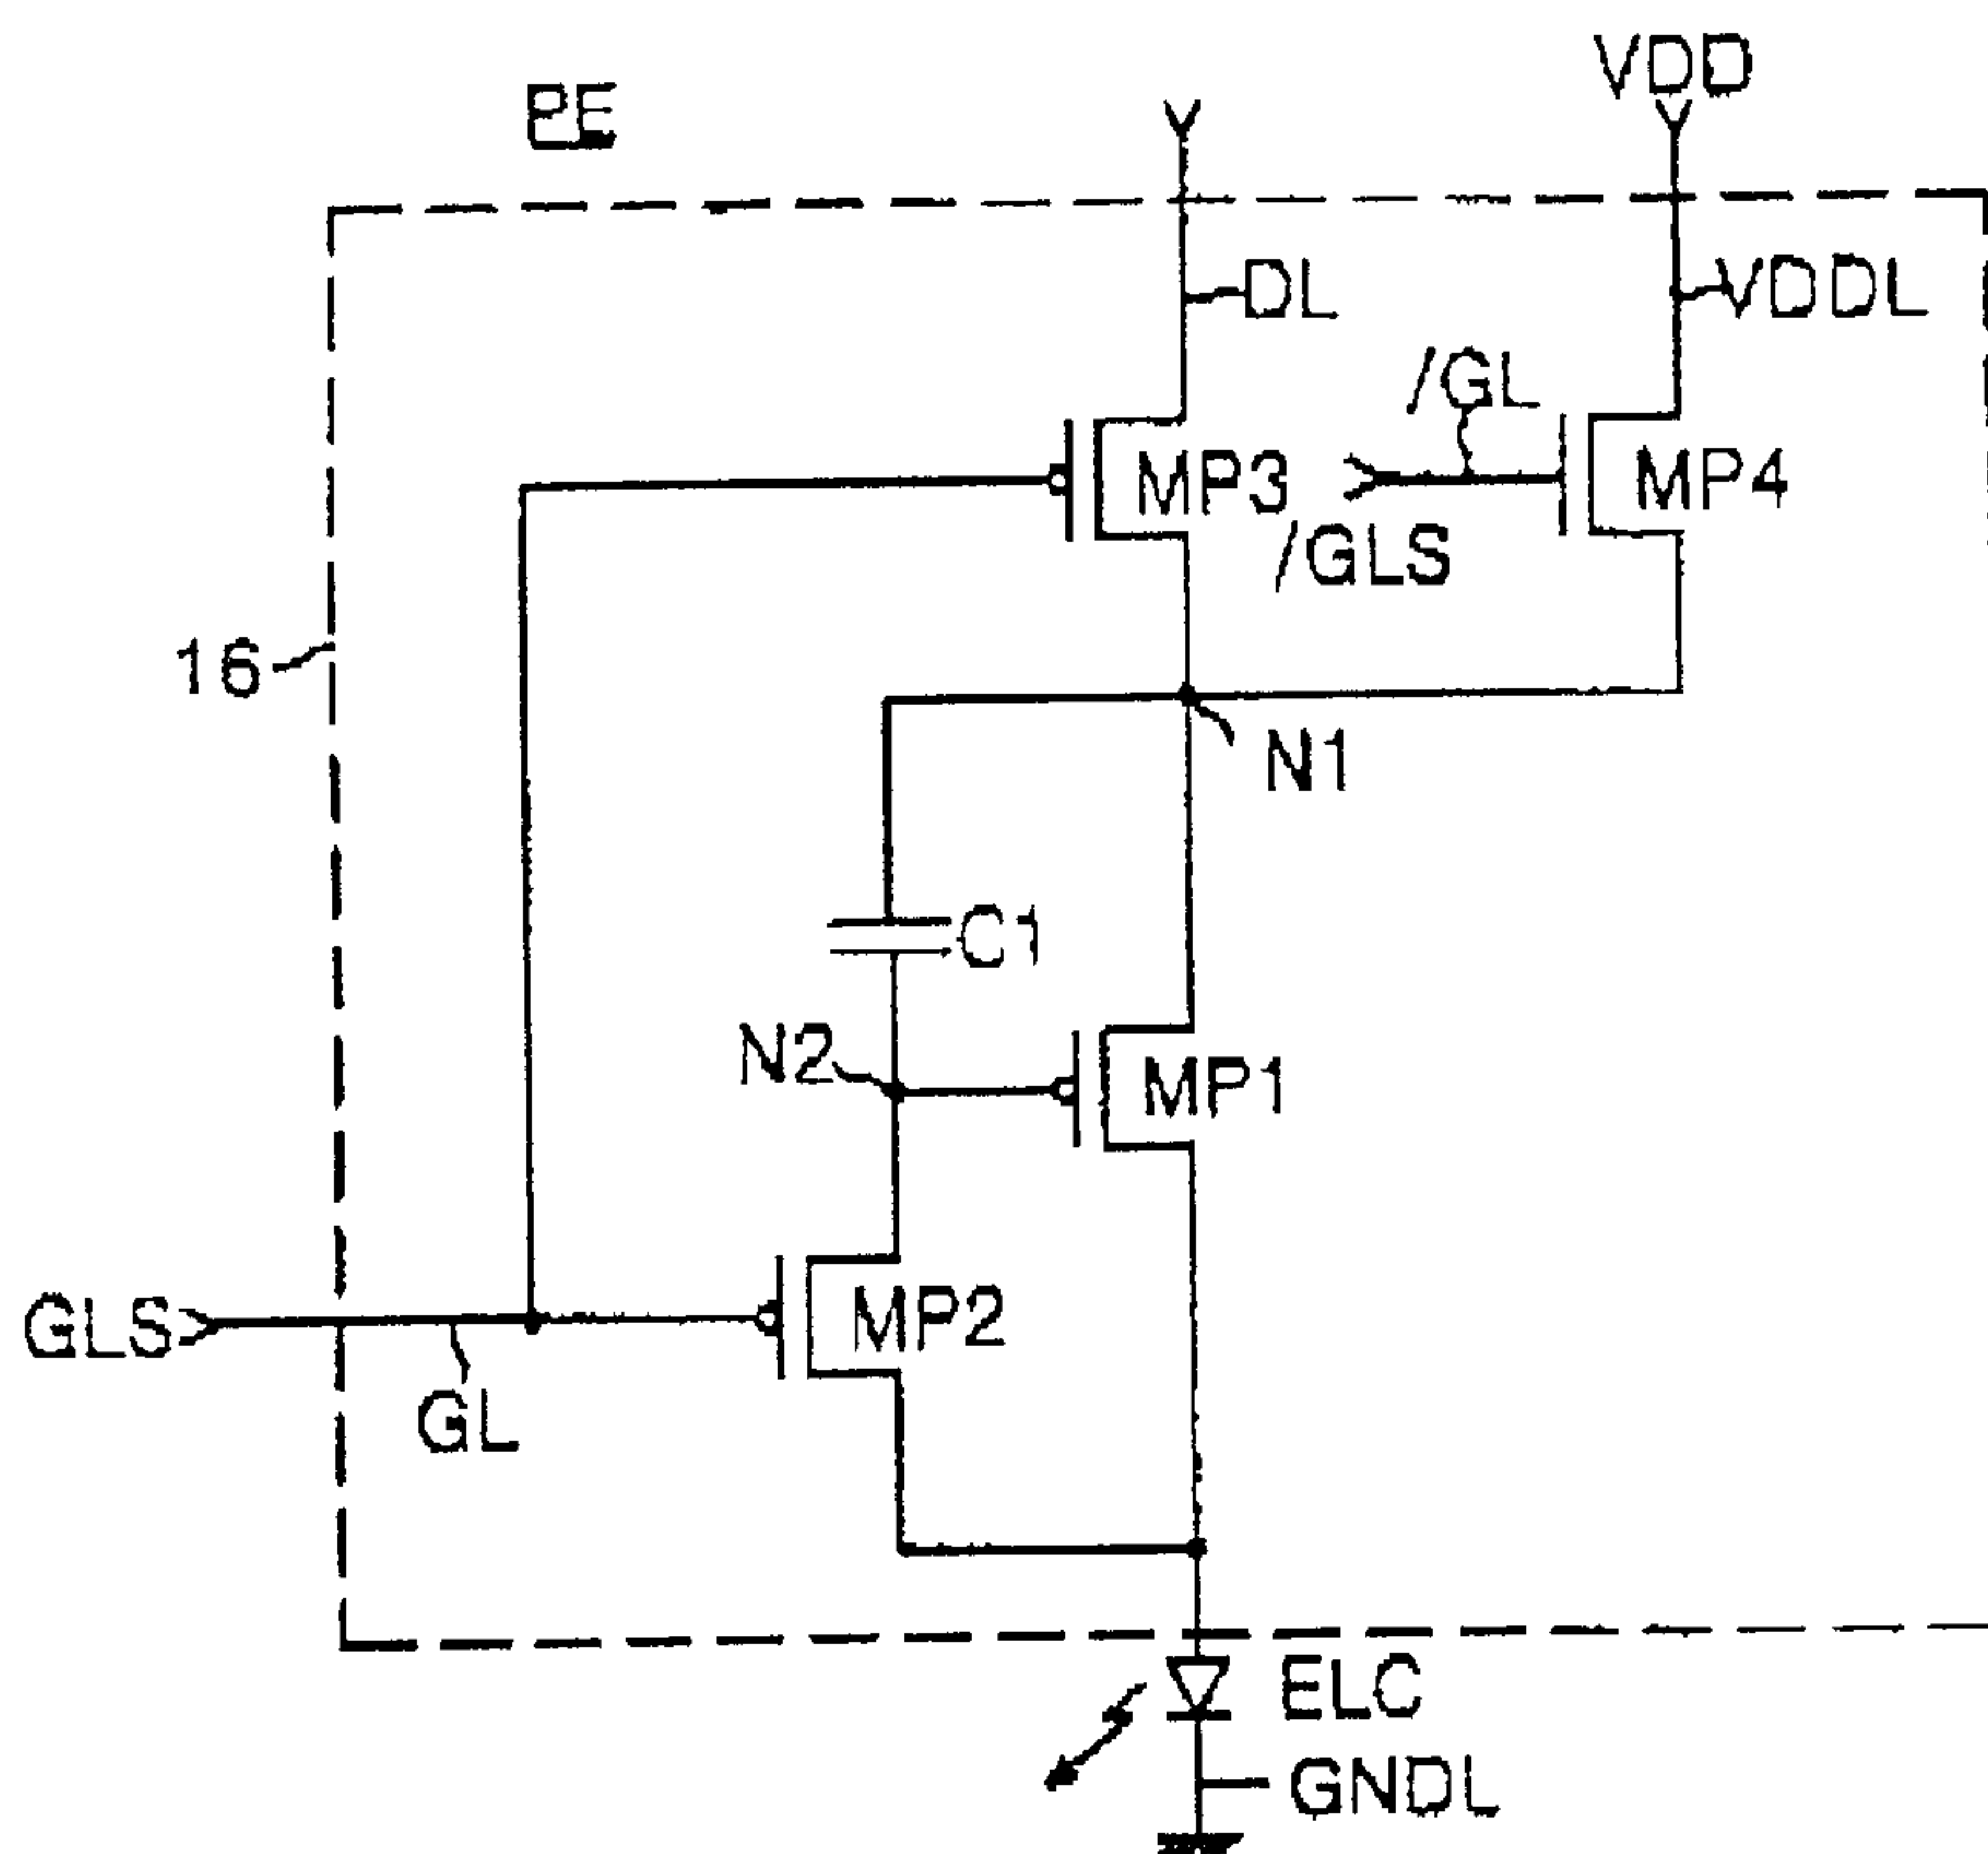 VDD
PE
DL
VDDL
/GL
MP3
MP4
/GLS
16
N1
C1
N2
MP1
GLS
MP2
GL
ELC
GNDL